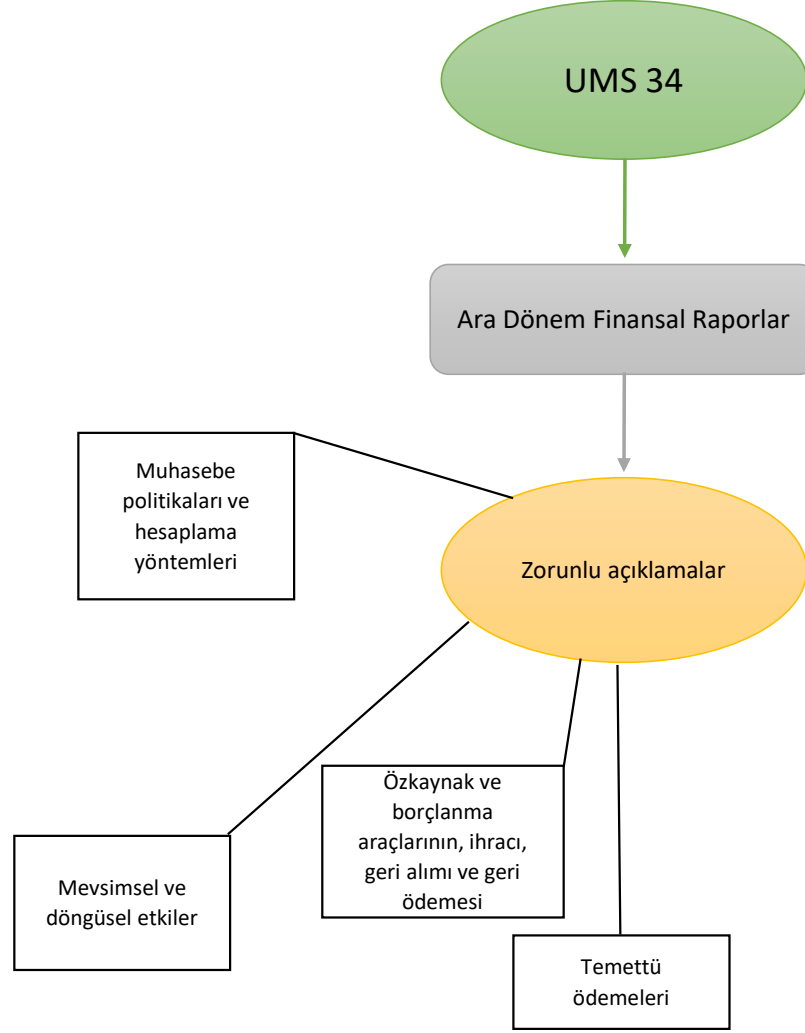 UMS 34
Ara Dönem Finansal Raporlar
Muhasebe
politikaları ve
hesaplama
yöntemleri
Zorunlu açıklamalar
Özkaynak ve
borçlanma
araçlarının, ihracı,
geri alımı ve geri
ödemesi
Mevsimsel ve
döngüsel etkiler
Temettü
ödemeleri